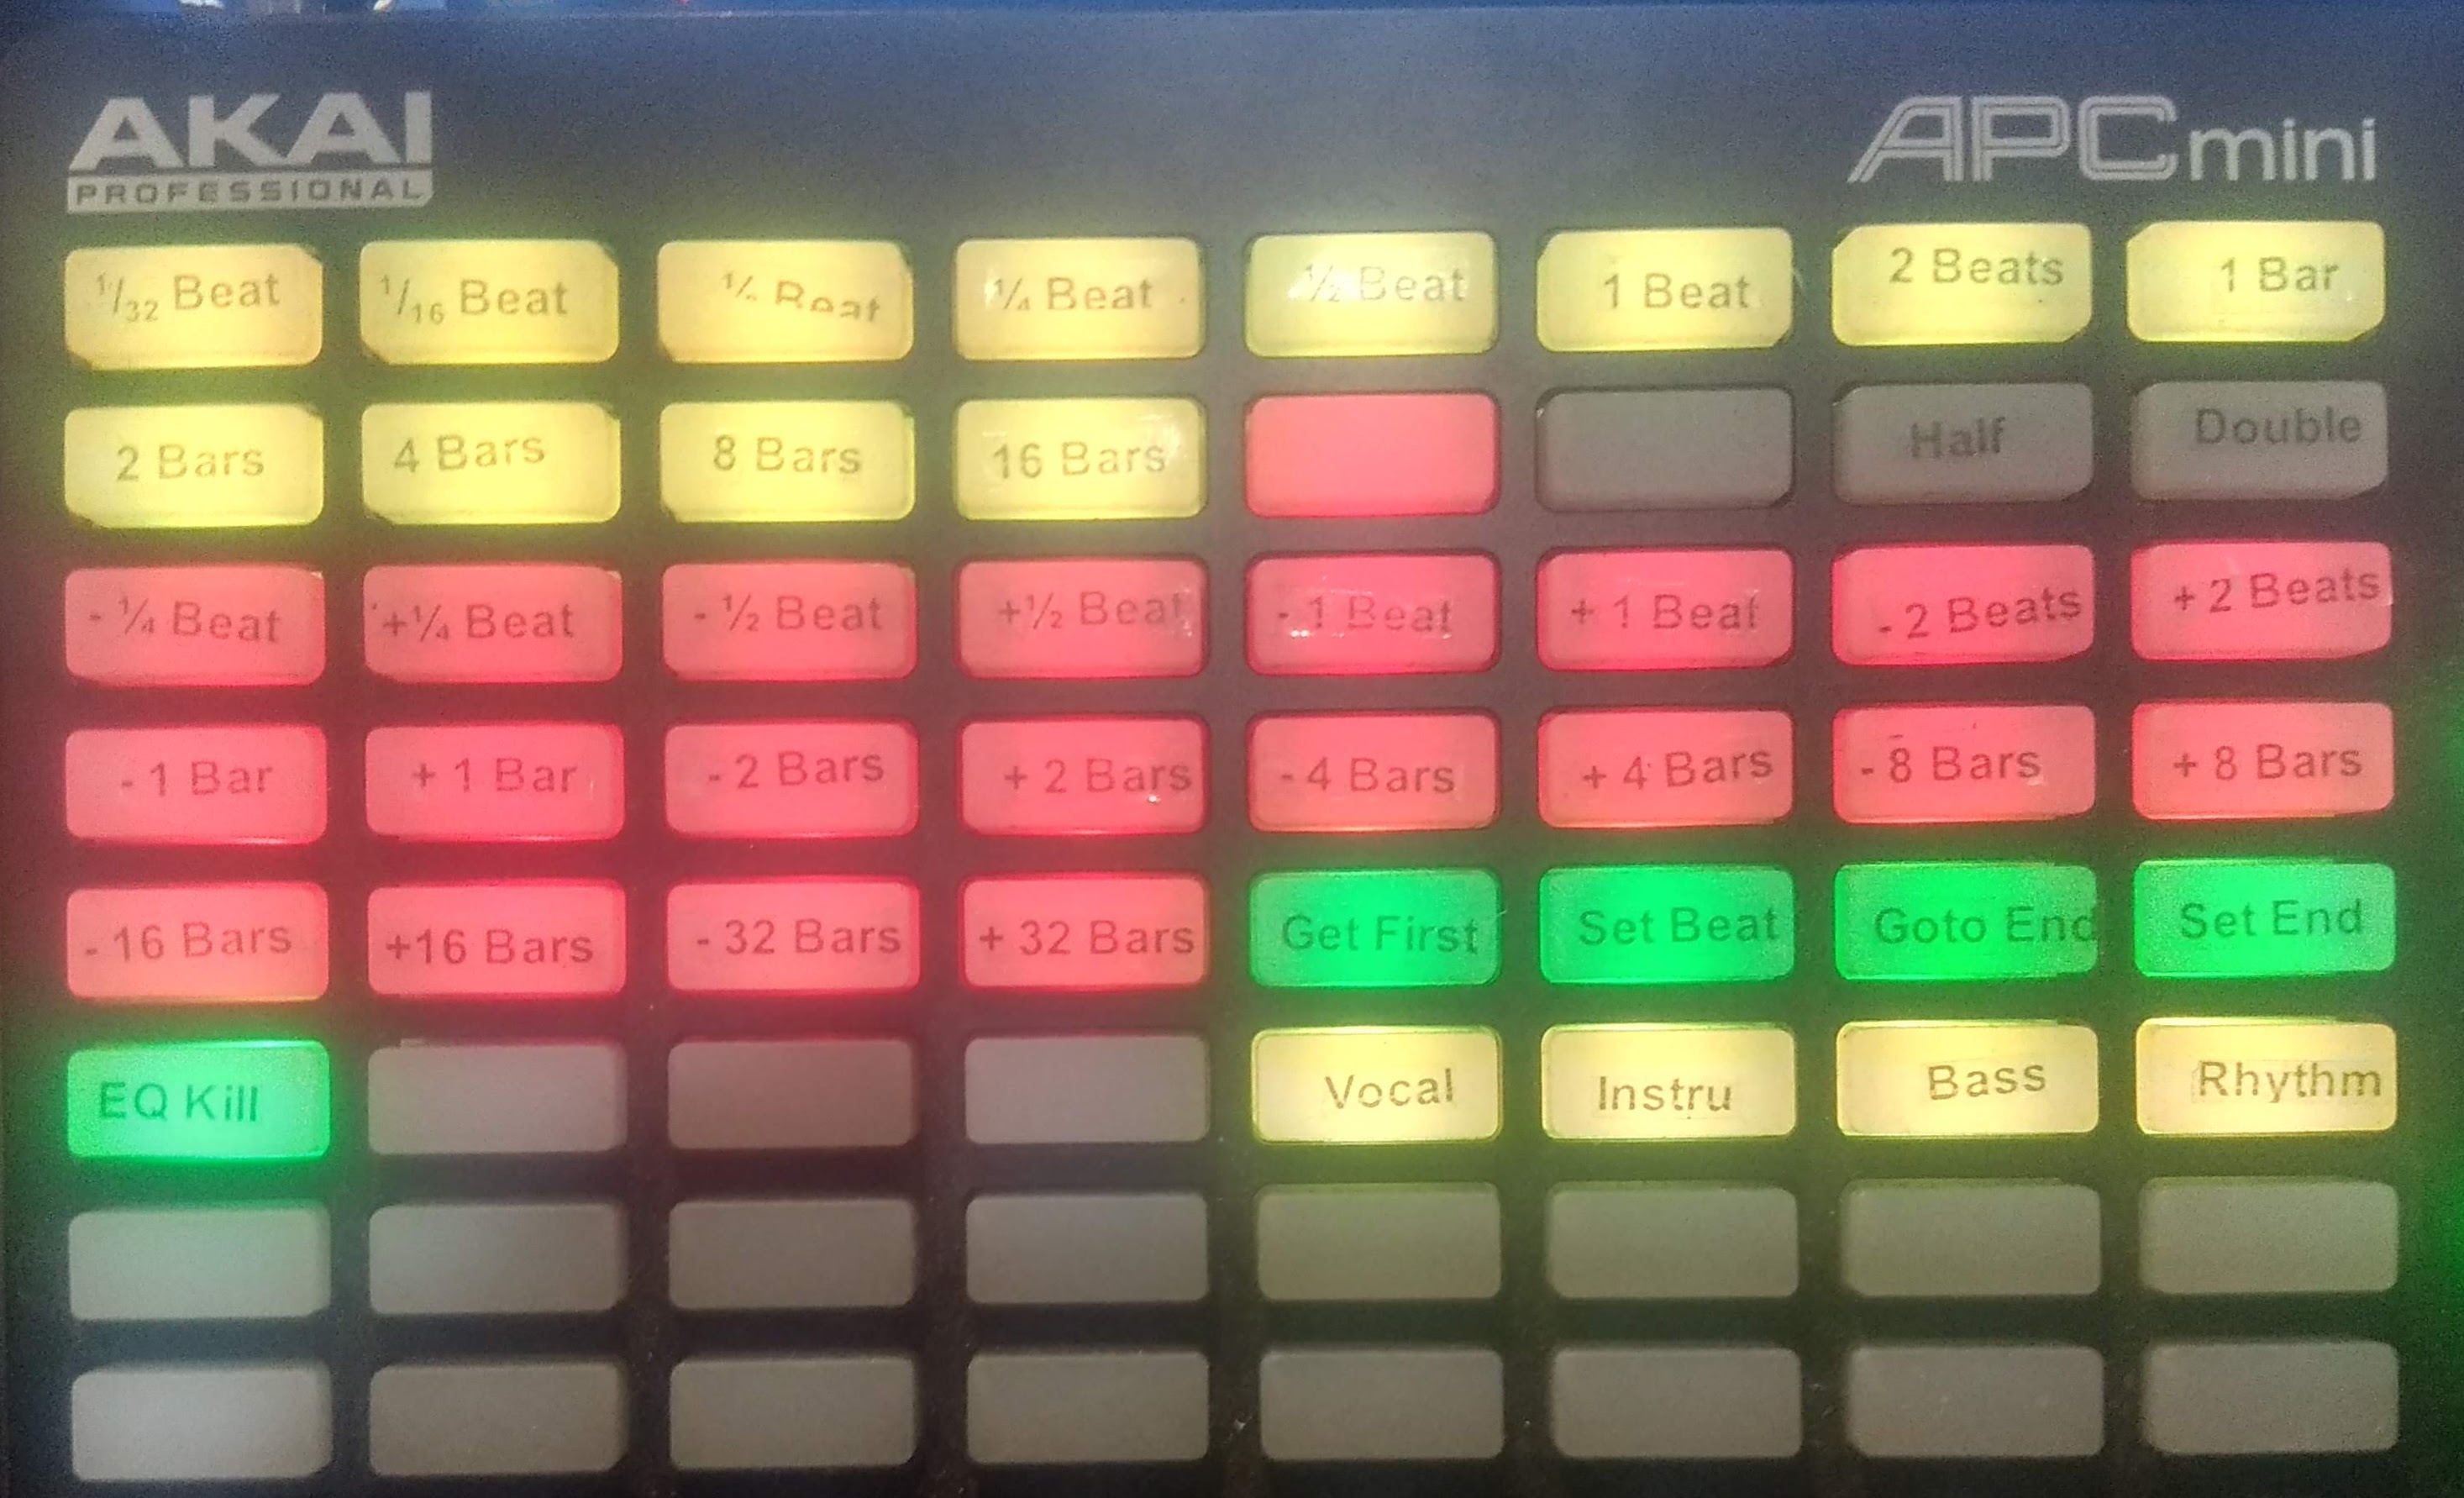 AKAI
PROFESSIONAL
APC mini
1/32 Beat
1/16 Beat
Beat
¼ Beat
½ Beat
1 Beat
2 Beats
1 Bar
2 Bars
4 Bars
8 Bars
16 Bars
Half
Double
- ¼ Beat
+¼ Beat
- ½ Beat
+½ Beat
- 1 Beat
+ 1 Beat
- 2 Beats
+ 2 Beats
- 1 Bar
+ 1 Bar
- 2 Bars
+ 2 Bars
- 4 Bars
+ 4 Bars
- 8 Bars
+ 8 Bars
- 16 Bars
+16 Bars
- 32 Bars
+ 32 Bars
Get First
Set Beat
Goto End
Set End
EQ Kill
Vocal
Instru
Bass
Rhythm